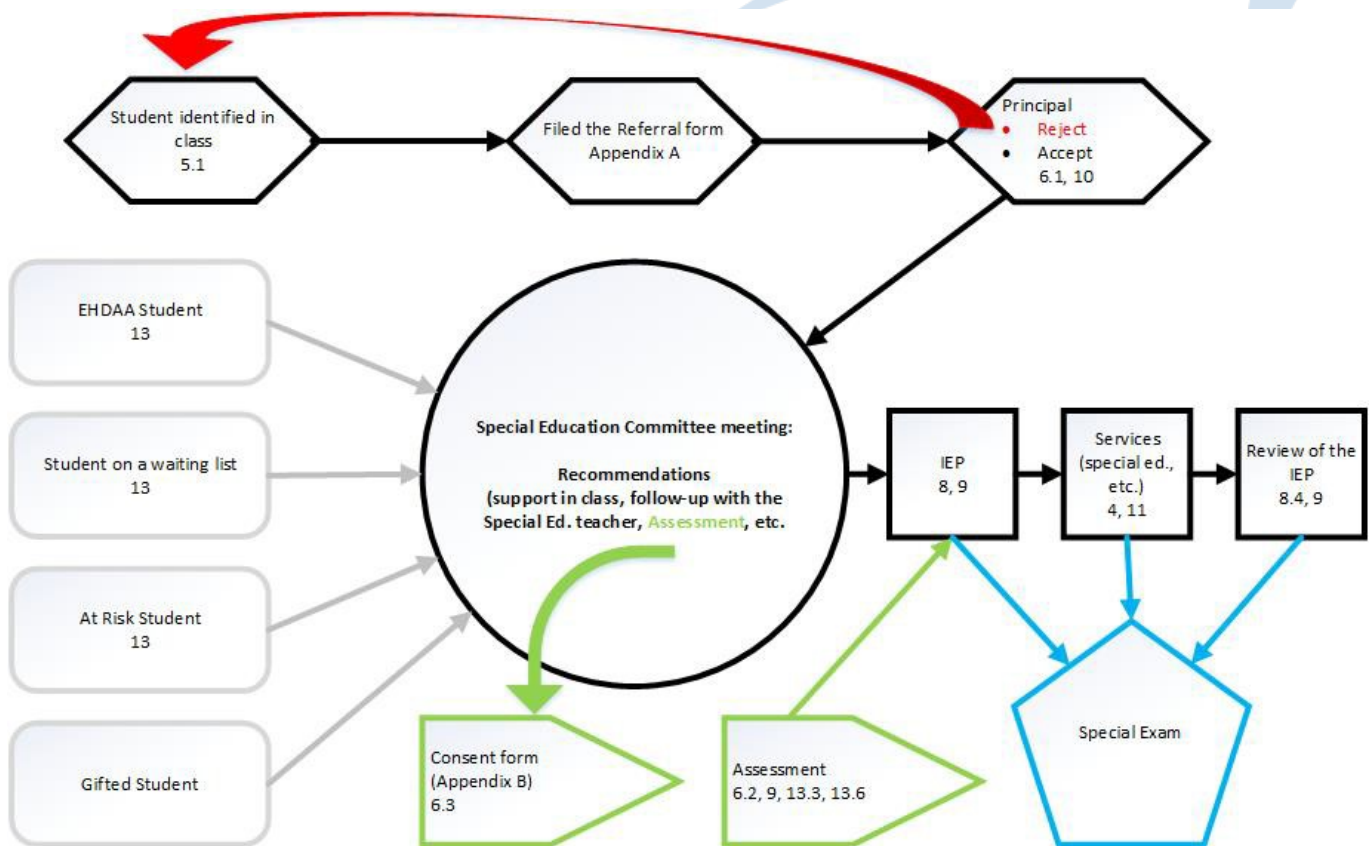 Student identified in
class
5.1
Filed the Referral form
Appendix A
Principal
• Reject
• Accept
6.1, 10
EHDAA Student
13
Student on a waiting list
13
At Risk Student
13
Gifted Student
Special Education Committee meeting:
Recommendations
(support in class, follow-up with the
Special Ed. teacher, Assessment, etc.
IEP
8, 9
Services
(special ed.,
etc.)
4, 11
Review of the
IEP
8.4, 9
Consent form
(Appendix B)
6.3
Assessment
6.2, 9, 13.3, 13.6
Special Exam